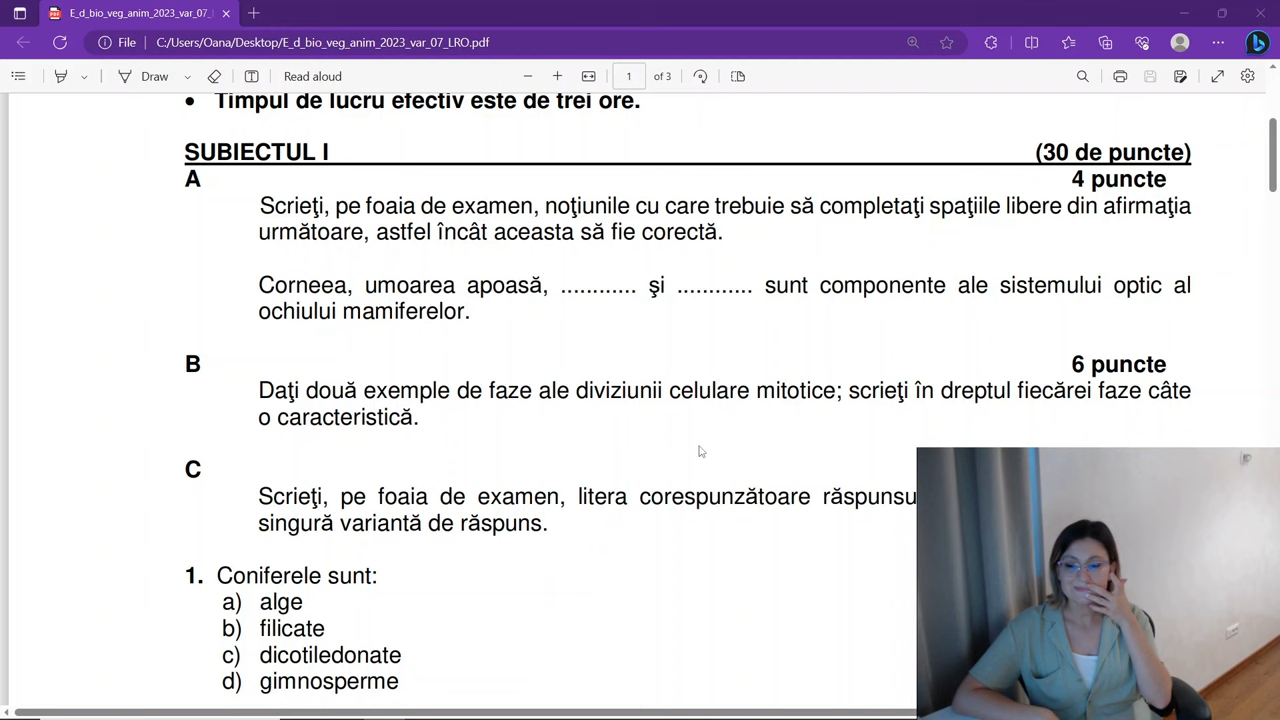 E_d_bio_veg_anim_2023_var_07_
File C:/Users/Oana/Desktop/E_d_bio_veg_anim_2023_var_07_LRO.pdf
Draw Read aloud 1 of 3
• Timpul de lucru efectiv este de trei ore.
SUBIECTUL I (30 de puncte)
A 4 puncte
Scrieţi, pe foaia de examen, noţiunile cu care trebuie să completaţi spaţiile libere din afirmaţia
următoare, astfel încât aceasta să fie corectă.
Corneea, umoarea apoasă, ............ şi ............ sunt componente ale sistemului optic al
ochiului mamiferelor.
B 6 puncte
Daţi două exemple de faze ale diviziunii celulare mitotice; scrieţi în dreptul fiecărei faze câte
o caracteristică.
C
Scrieţi, pe foaia de examen, litera corespunzătoare răspunsu
singură variantă de răspuns.
1. Coniferele sunt:
a) alge
b) filicate
c) dicotiledonate
d) gimnosperme